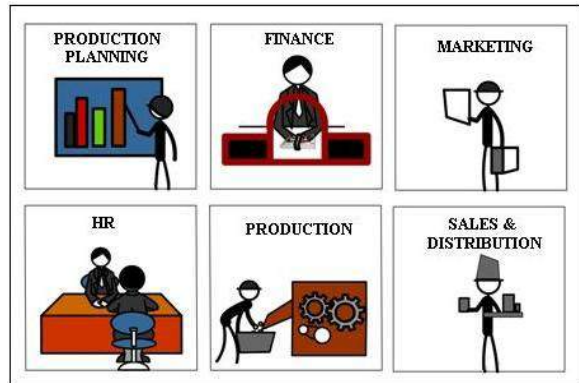 PRODUCTION
PLANNING
FINANCE
MARKETING
HR
PRODUCTION
SALES &
DISTRIBUTION